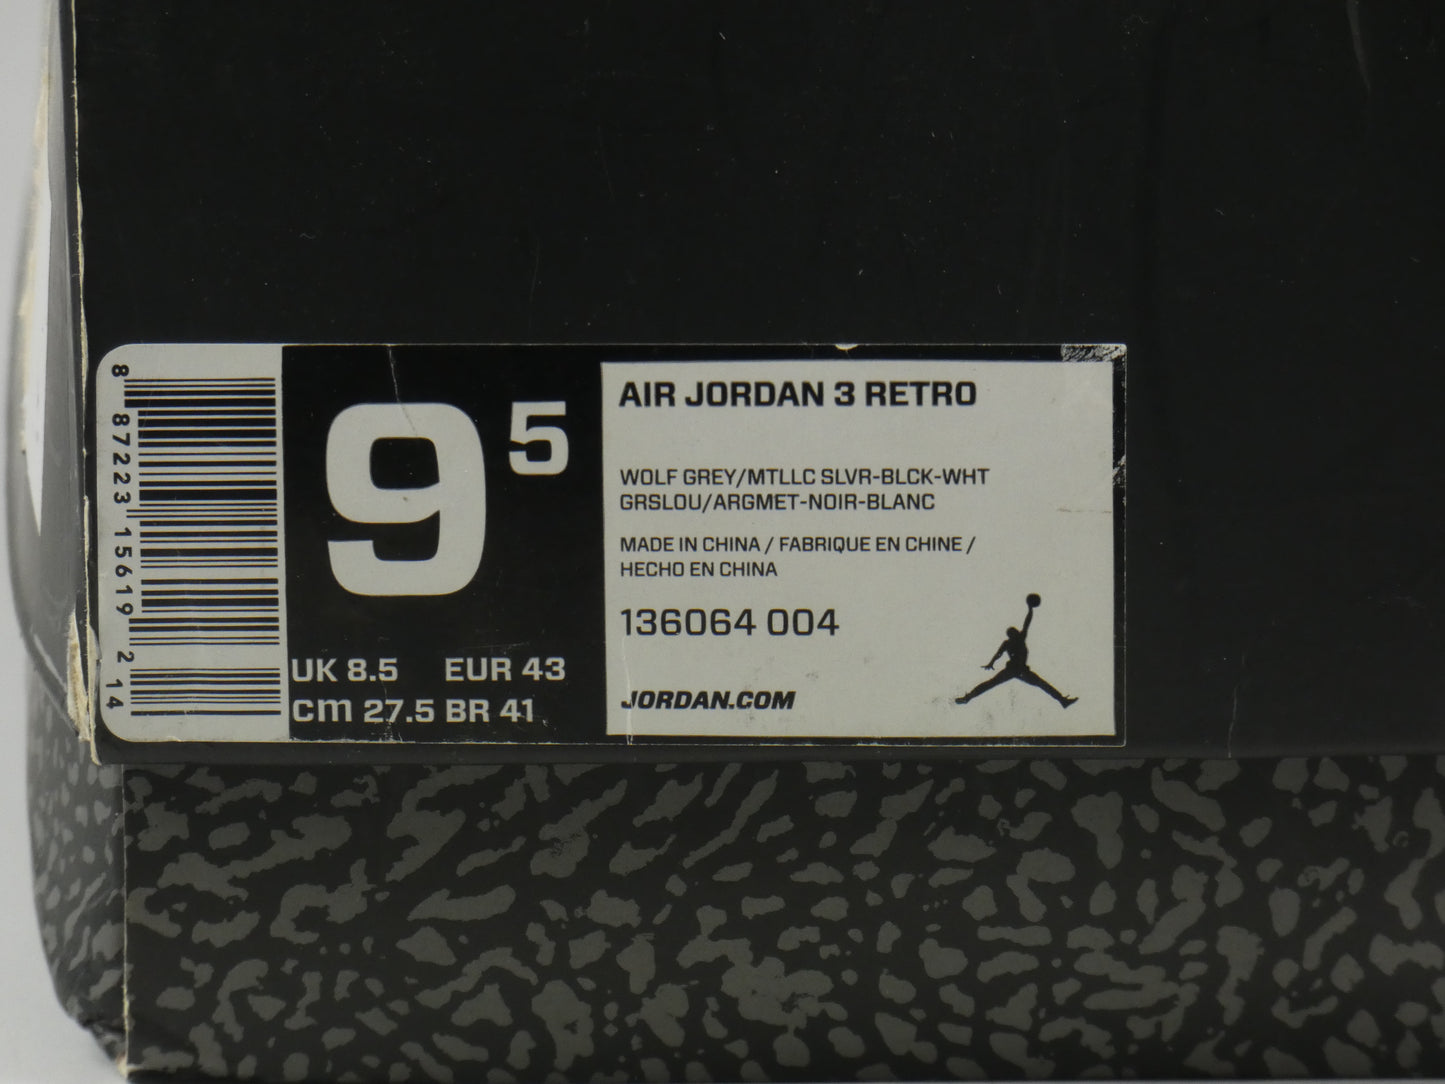 8 87223 15619 2 14
9 5
UK 8.5 EUR 43
cm 27.5 BR 41
AIR JORDAN 3 RETRO
WOLF GREY/MTLLC SLVR-BLCK-WHT
GRSLOU/ARGMET-NOIR-BLANC
MADE IN CHINA / FABRIQUE EN CHINE /
HECHO EN CHINA
136064 004
JORDAN.COM